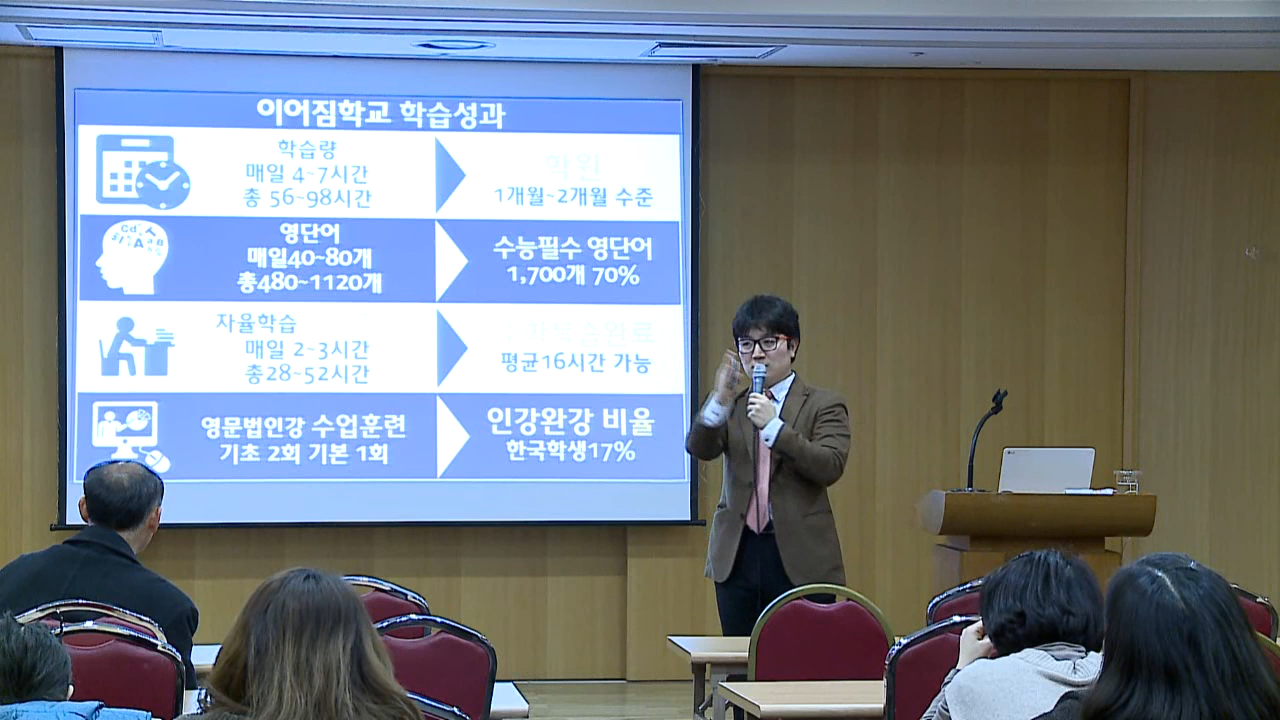 이어짐학교 학습성과
학습량
매일 4~7시간
총 56~98시간
학원
1개월~2개월 수준
영단어
매일40~80개
총480~1120개
수능필수 영단어
1,700개 70%
자율학습
매일 2~3시간
총28~52시간
평균16시간 가능
영문법인강 수업훈련
기초 2회 기본 1회
인강완강 비율
한국학생17%